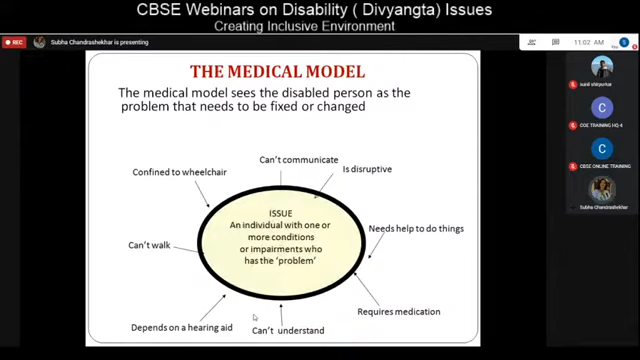 CBSE Webinars on Disability ( Divyangta) Issues
Creating Inclusive Environment
REC
Subha Chandrashekhar is presenting
11:02 AM
S
You
THE MEDICAL MODEL
The medical model sees the disabled person as the
problem that needs to be fixed or changed
Can't communicate
Confined to wheelchair
Is disruptive
ISSUE
An individual with one or
more conditions
or impairments who
has the 'problem'
Needs help to do things
Can't walk
Requires medication
Depends on a hearing aid
Can't understand
C
COE TRAINING HQ-4
C
CBSE ONLINE TRAINING
Subha Chandrashekhar